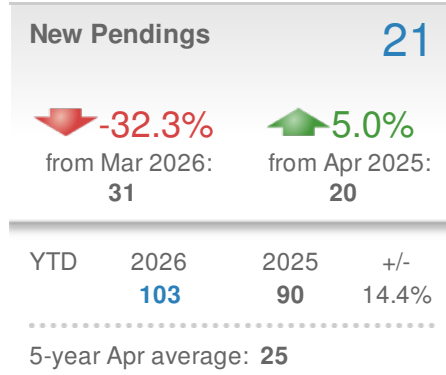 New Pendings 21
-32.3% 5.0%
from Mar 2026: from Apr 2025:
31 20
YTD 2026 2025 +/-
103 90 14.4%
5-year Apr average: 25